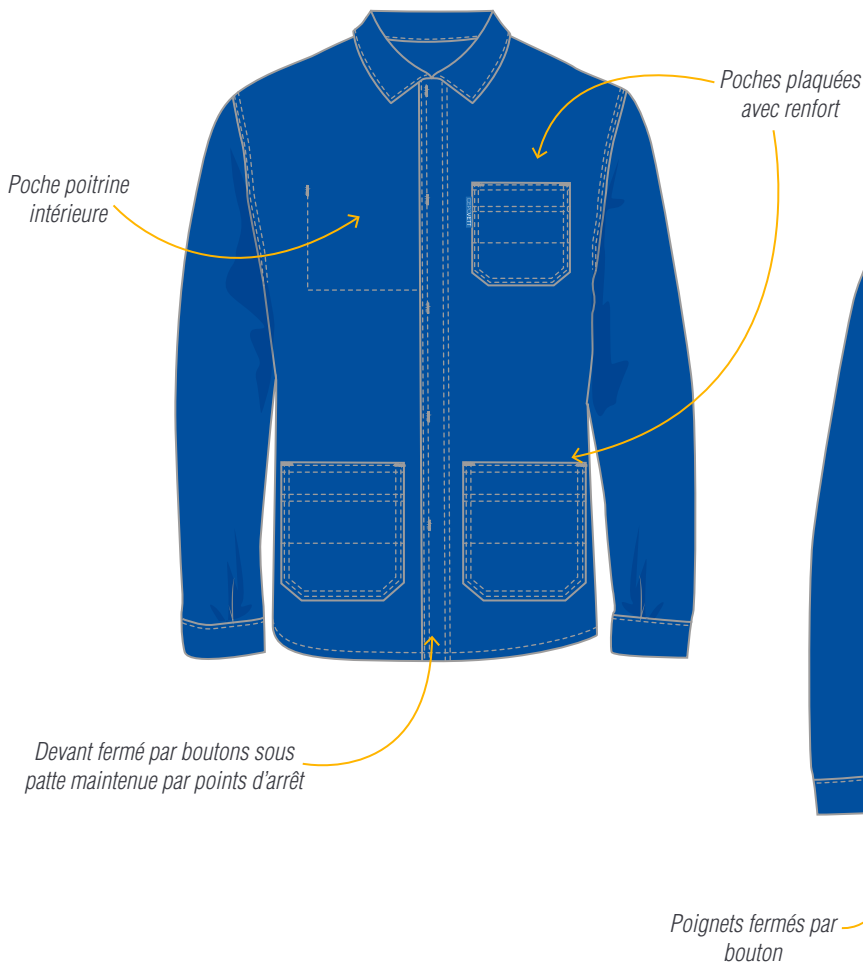 Poches plaquées
avec renfort
Poche poitrine
intérieure
Devant fermé par boutons sous
patte maintenue par points d’arrêt
Poignets fermés par
bouton